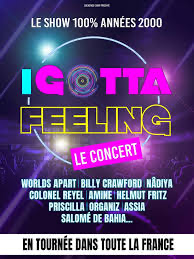 LE SHOW 100% ANNÉES 2000
I GOTTA
FEELING
LE CONCERT
WORLDS APART | BILLY CRAWFORD | NÂDIYA
COLONEL REYEL | AMINE | HELMUT FRITZ
PRISCILLA | ORGANIZ | ASSIA
SALOMÉ DE BAHIA...
EN TOURNÉE DANS TOUTE LA FRANCE